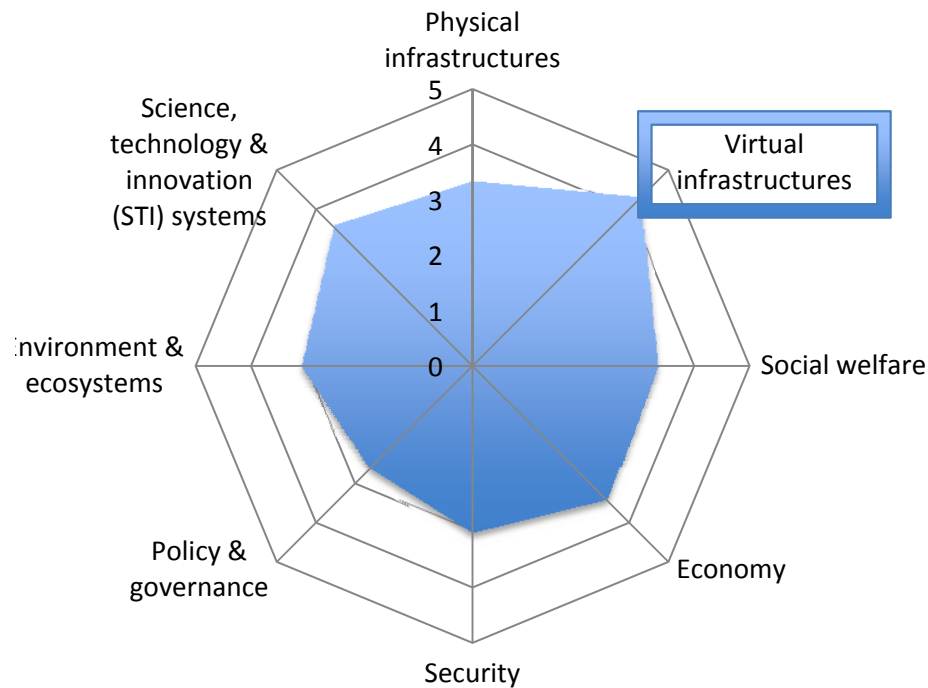 Physical
infrastructures
Science,
technology &
innovation
(STI) systems
5
4
3
2
1
0
Virtual
infrastructures
nvironment &
ecosystems
Social welfare
Policy &
governance
Economy
Security